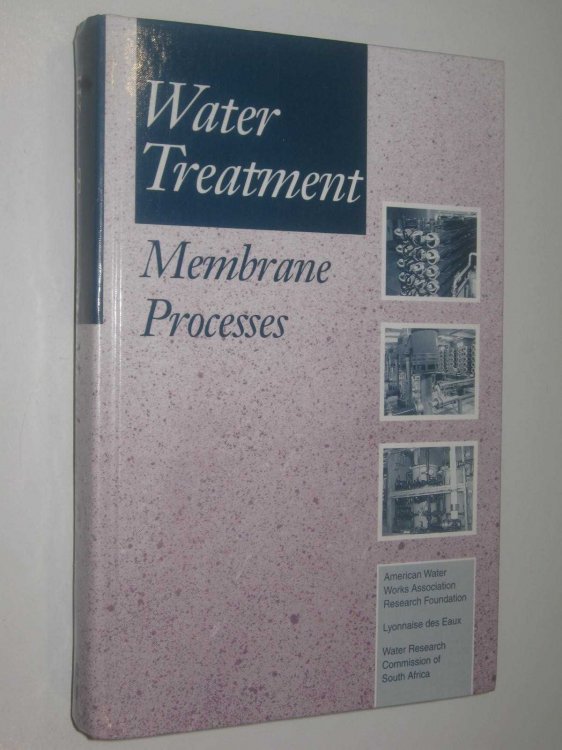 Water
Treatment
Membrane
Processes
American Water
Works Association
Research Foundation
Lyonnaise des Eaux
Water Research
Commission of
South Africa